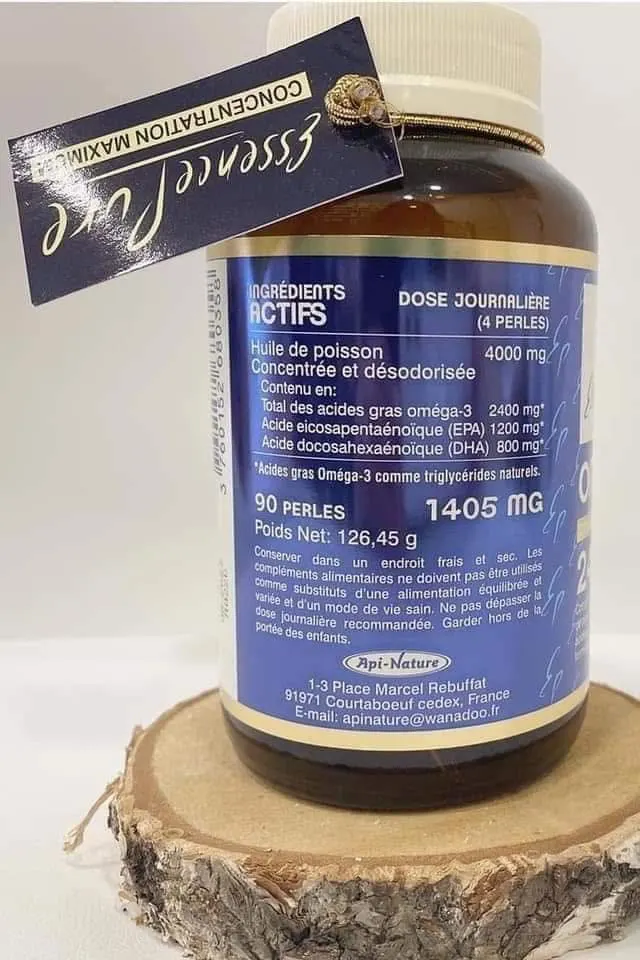 EssencePure
CONCENTRATION MAXIMUM
INGRÉDIENTS
ACTIFS
DOSE JOURNALIÈRE
(4 PERLES)
Huile de poisson 4000 mg
Concentrée et désodorisée
Contenu en:
Total des acides gras oméga-3 2400 mg*
Acide eicosapentaénoïque (EPA) 1200 mg*
Acide docosahexaénoïque (DHA) 800 mg*
*Acides gras Oméga-3 comme triglycérides naturels.
90 PERLES 1405 MG
Poids Net: 126,45 g
Conserver dans un endroit frais et sec. Les
compléments alimentaires ne doivent pas être utilisés
comme substituts d'une alimentation équilibrée et
variée et d'un mode de vie sain. Ne pas dépasser la
dose journalière recommandée. Garder hors de la
portée des enfants.
Api-Nature
1-3 Place Marcel Rebuffat
91971 Courtaboeuf cedex, France
E-mail: apinature@wanadoo.fr
3 760152 080358